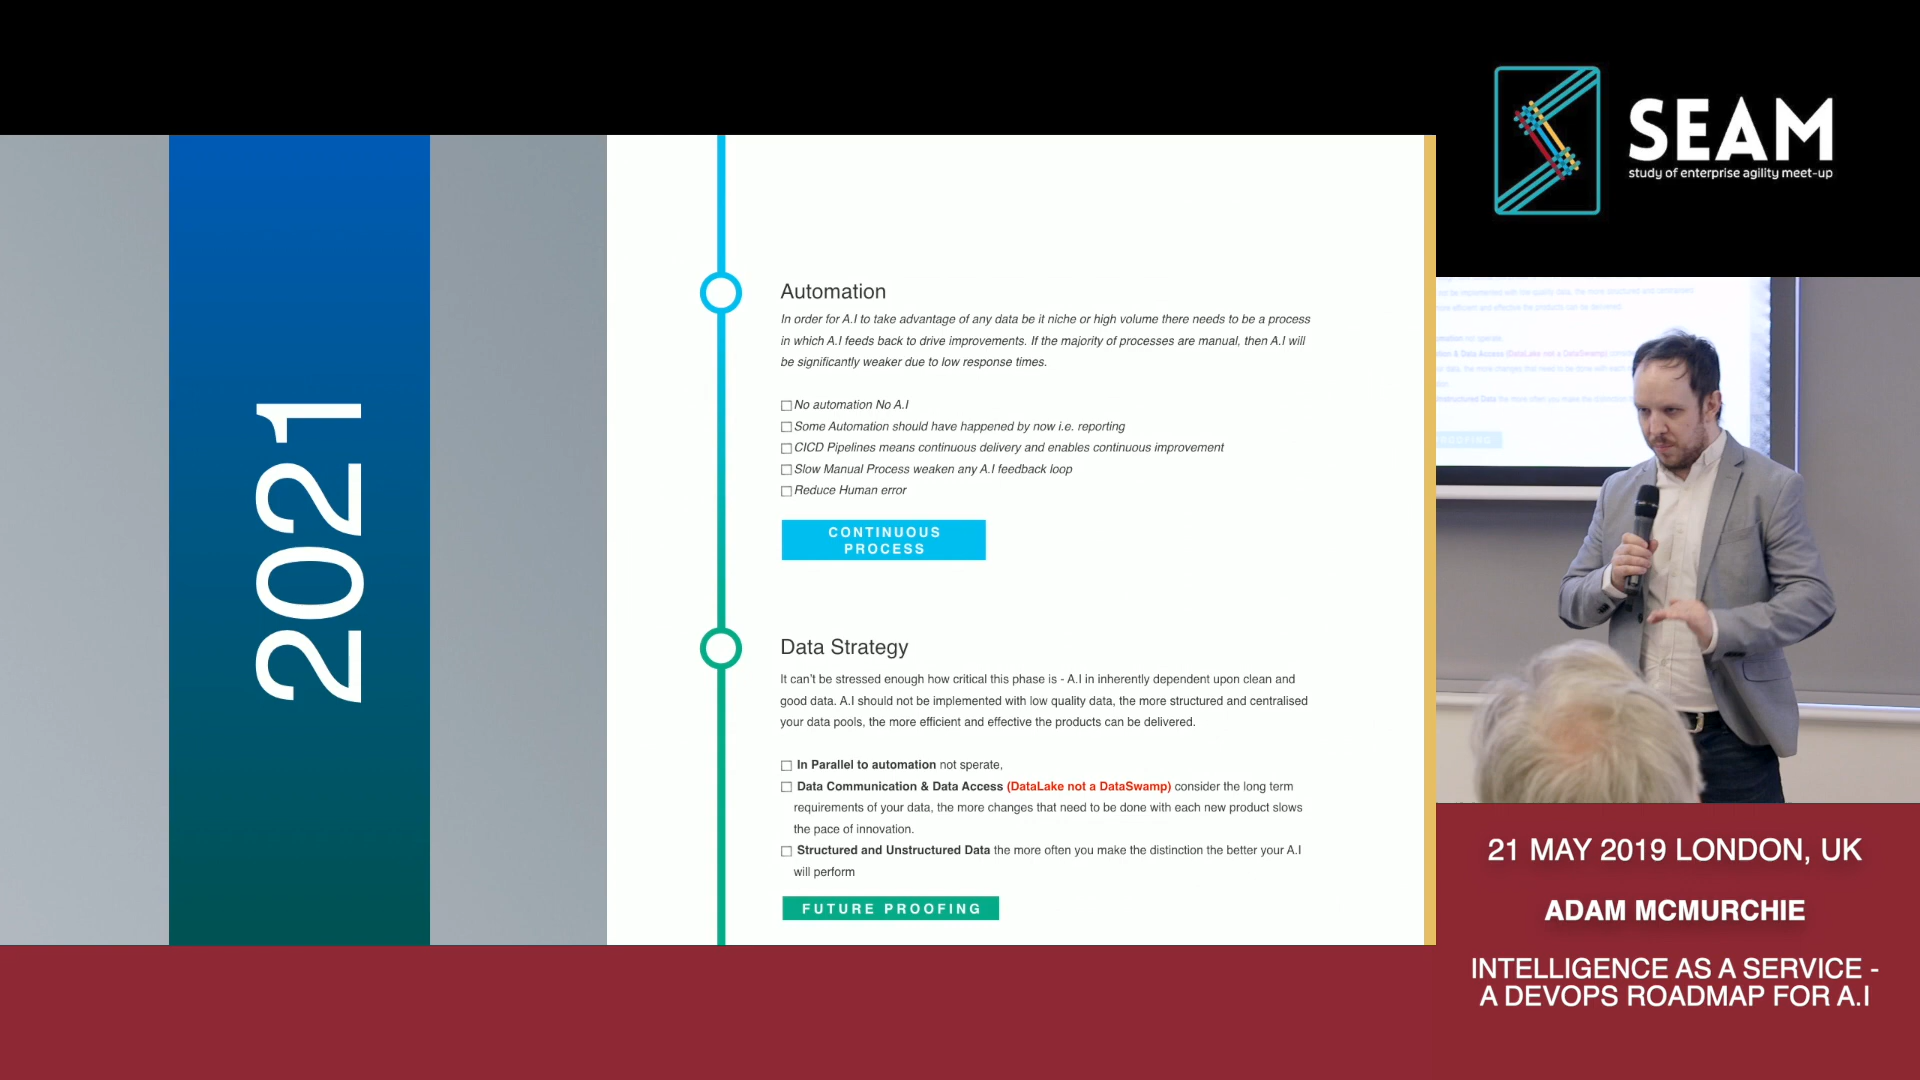 2021
Automation
In order for A.I to take advantage of any data be it niche or high volume there needs to be a process
in which A.I feeds back to drive improvements. If the majority of processes are manual, then A.I will
be significantly weaker due to low response times.
No automation No A.I
Some Automation should have happened by now i.e. reporting
CICD Pipelines means continuous delivery and enables continuous improvement
Slow Manual Process weaken any A.I feedback loop
Reduce Human error
CONTINUOUS
PROCESS
Data Strategy
It can't be stressed enough how critical this phase is - A.I in inherently dependent upon clean and
good data. A.I should not be implemented with low quality data, the more structured and centralised
your data pools, the more efficient and effective the products can be delivered.
In Parallel to automation not sperate,
Data Communication & Data Access (DataLake not a DataSwamp) consider the long term
requirements of your data, the more changes that need to be done with each new product slows
the pace of innovation.
Structured and Unstructured Data the more often you make the distinction the better your A.I
will perform
FUTURE PROOFING
SEAM
study of enterprise agility meet-up
21 MAY 2019 LONDON, UK
ADAM MCMURCHIE
INTELLIGENCE AS A SERVICE -
A DEVOPS ROADMAP FOR A.I